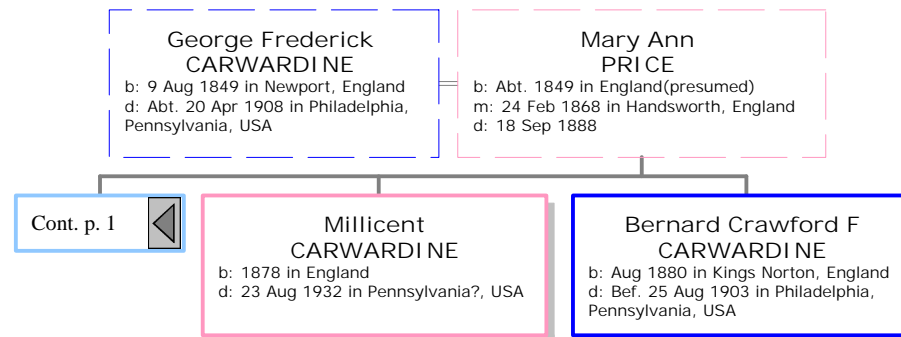 George Frederick
CARWARDINE
b: 9 Aug 1849 in Newport, England
d: Abt. 20 Apr 1908 in Philadelphia,
Pennsylvania, USA
Mary Ann
PRICE
b: Abt. 1849 in England(presumed)
m: 24 Feb 1868 in Handsworth, England
d: 18 Sep 1888
Cont. p. 1
Millicent
CARWARDINE
b: 1878 in England
d: 23 Aug 1932 in Pennsylvania?, USA
Bernard Crawford F
CARWARDINE
b: Aug 1880 in Kings Norton, England
d: Bef. 25 Aug 1903 in Philadelphia,
Pennsylvania, USA